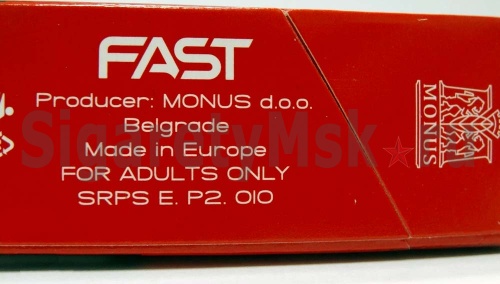 FAST
Producer: MONUS d.o.o.
Belgrade
Made in Europe
FOR ADULTS ONLY
SRPS E. P2. 010
MONUS
SigaretyMsk★